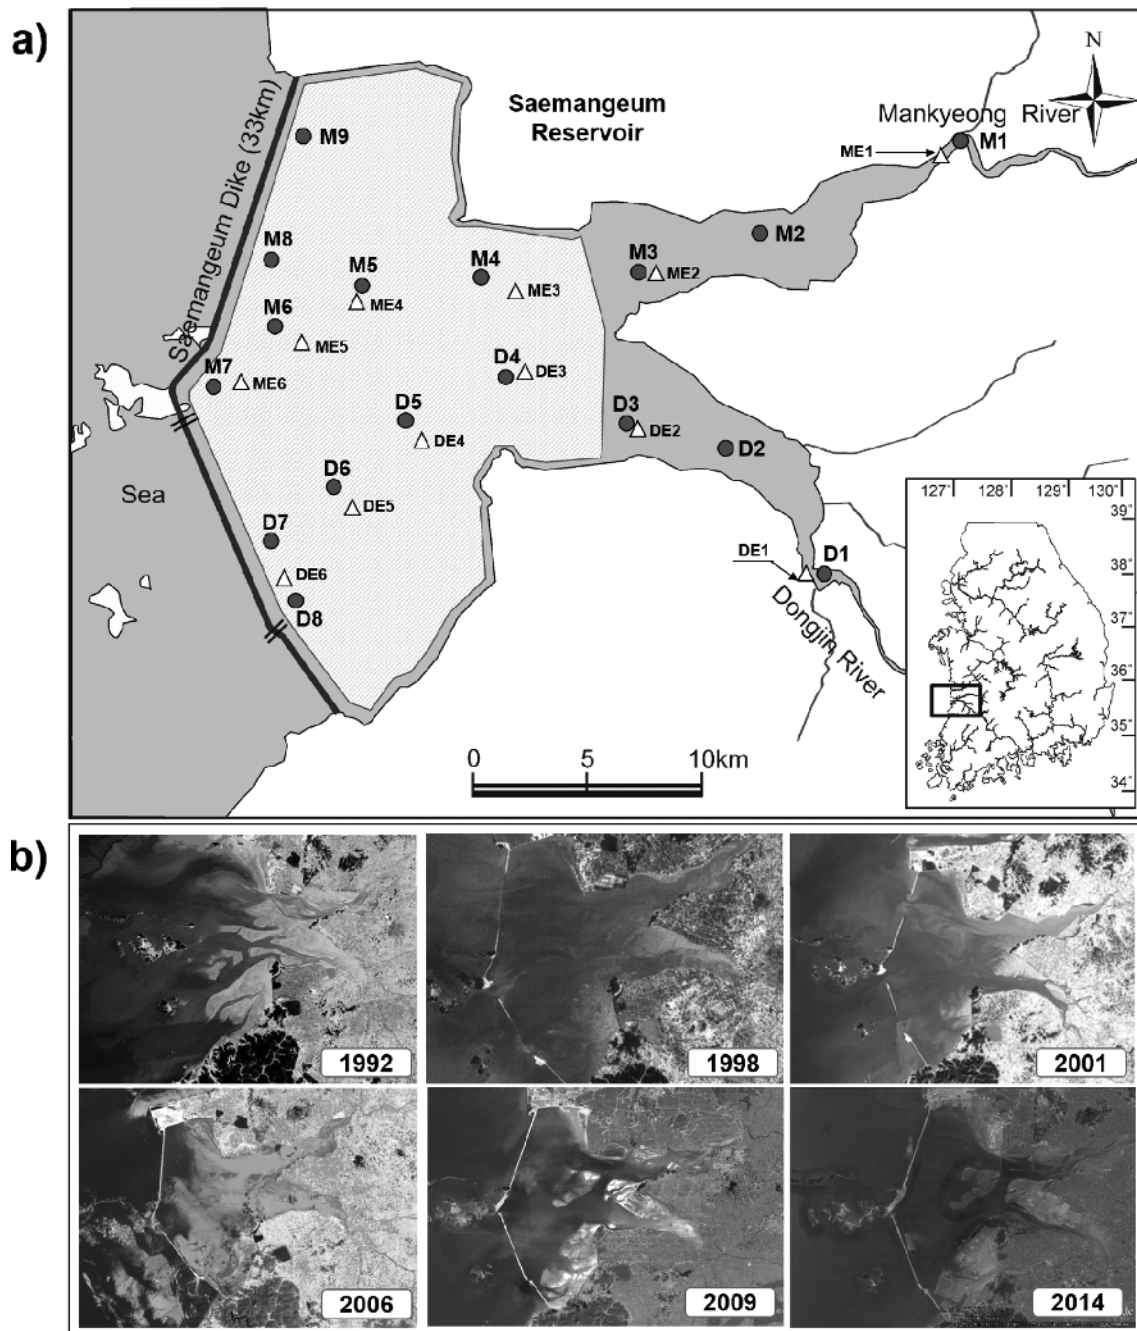 a)
N
Saemangeum Dike (33km)
Saemangeum
Reservoir
Mankyeong River
ME1
M1
M9
M2
M8
M5
M4
M3
ME2
ME4
ME3
M6
ME5
M7
ME6
D4
DE3
D5
DE4
D3
DE2
D2
Sea
D6
DE5
D7
DE6
D8
DE1
D1
Dongjin River
0 5 10km
127° 128° 129° 130°
39°
38°
37°
36°
35°
34°
b)
1992
1998
2001
2006
2009
2014